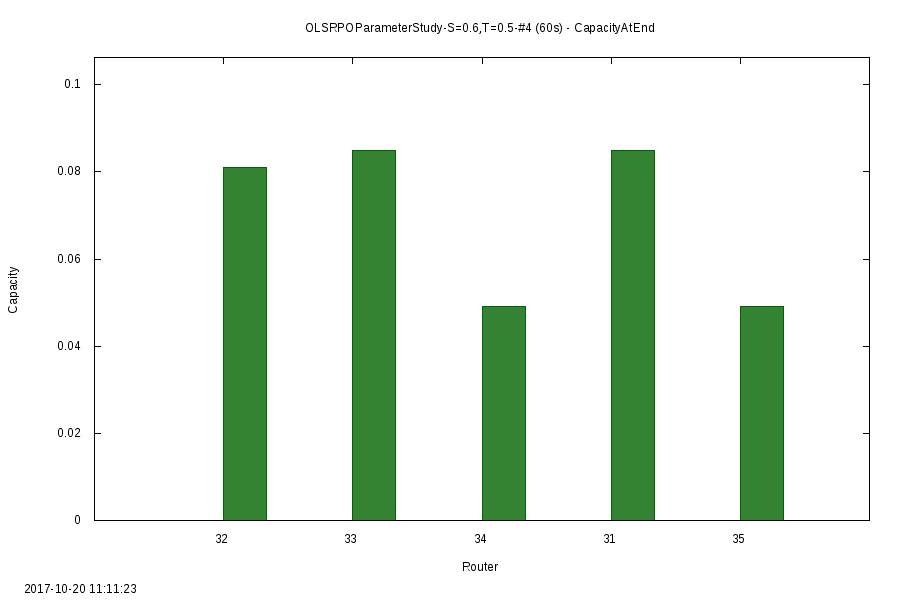 OLSRPOParameterStudy-S=0.6,T=0.5-#4 (60s) - CapacityAtEnd
0.1
0.08
0.06
0.04
0.02
0
Capacity
32 33 34 31 35
Router
2017-10-20 11:11:23